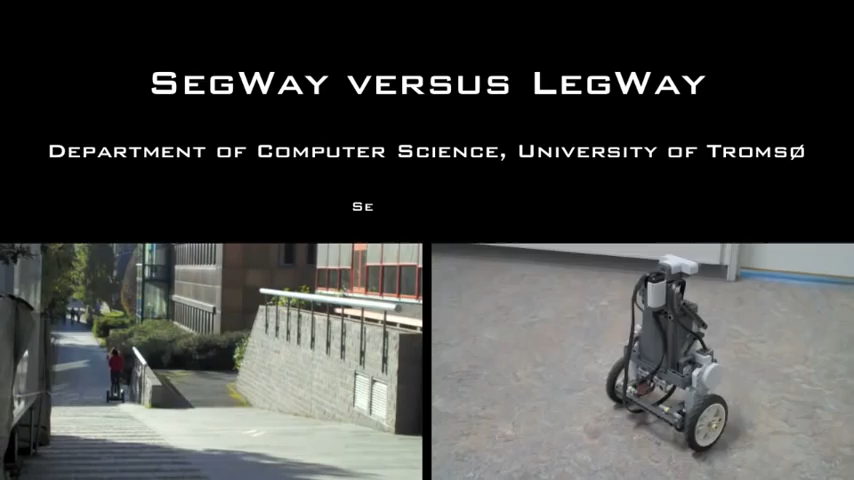 SegWay versus LegWay
Department of Computer Science, University of Tromsø
Se